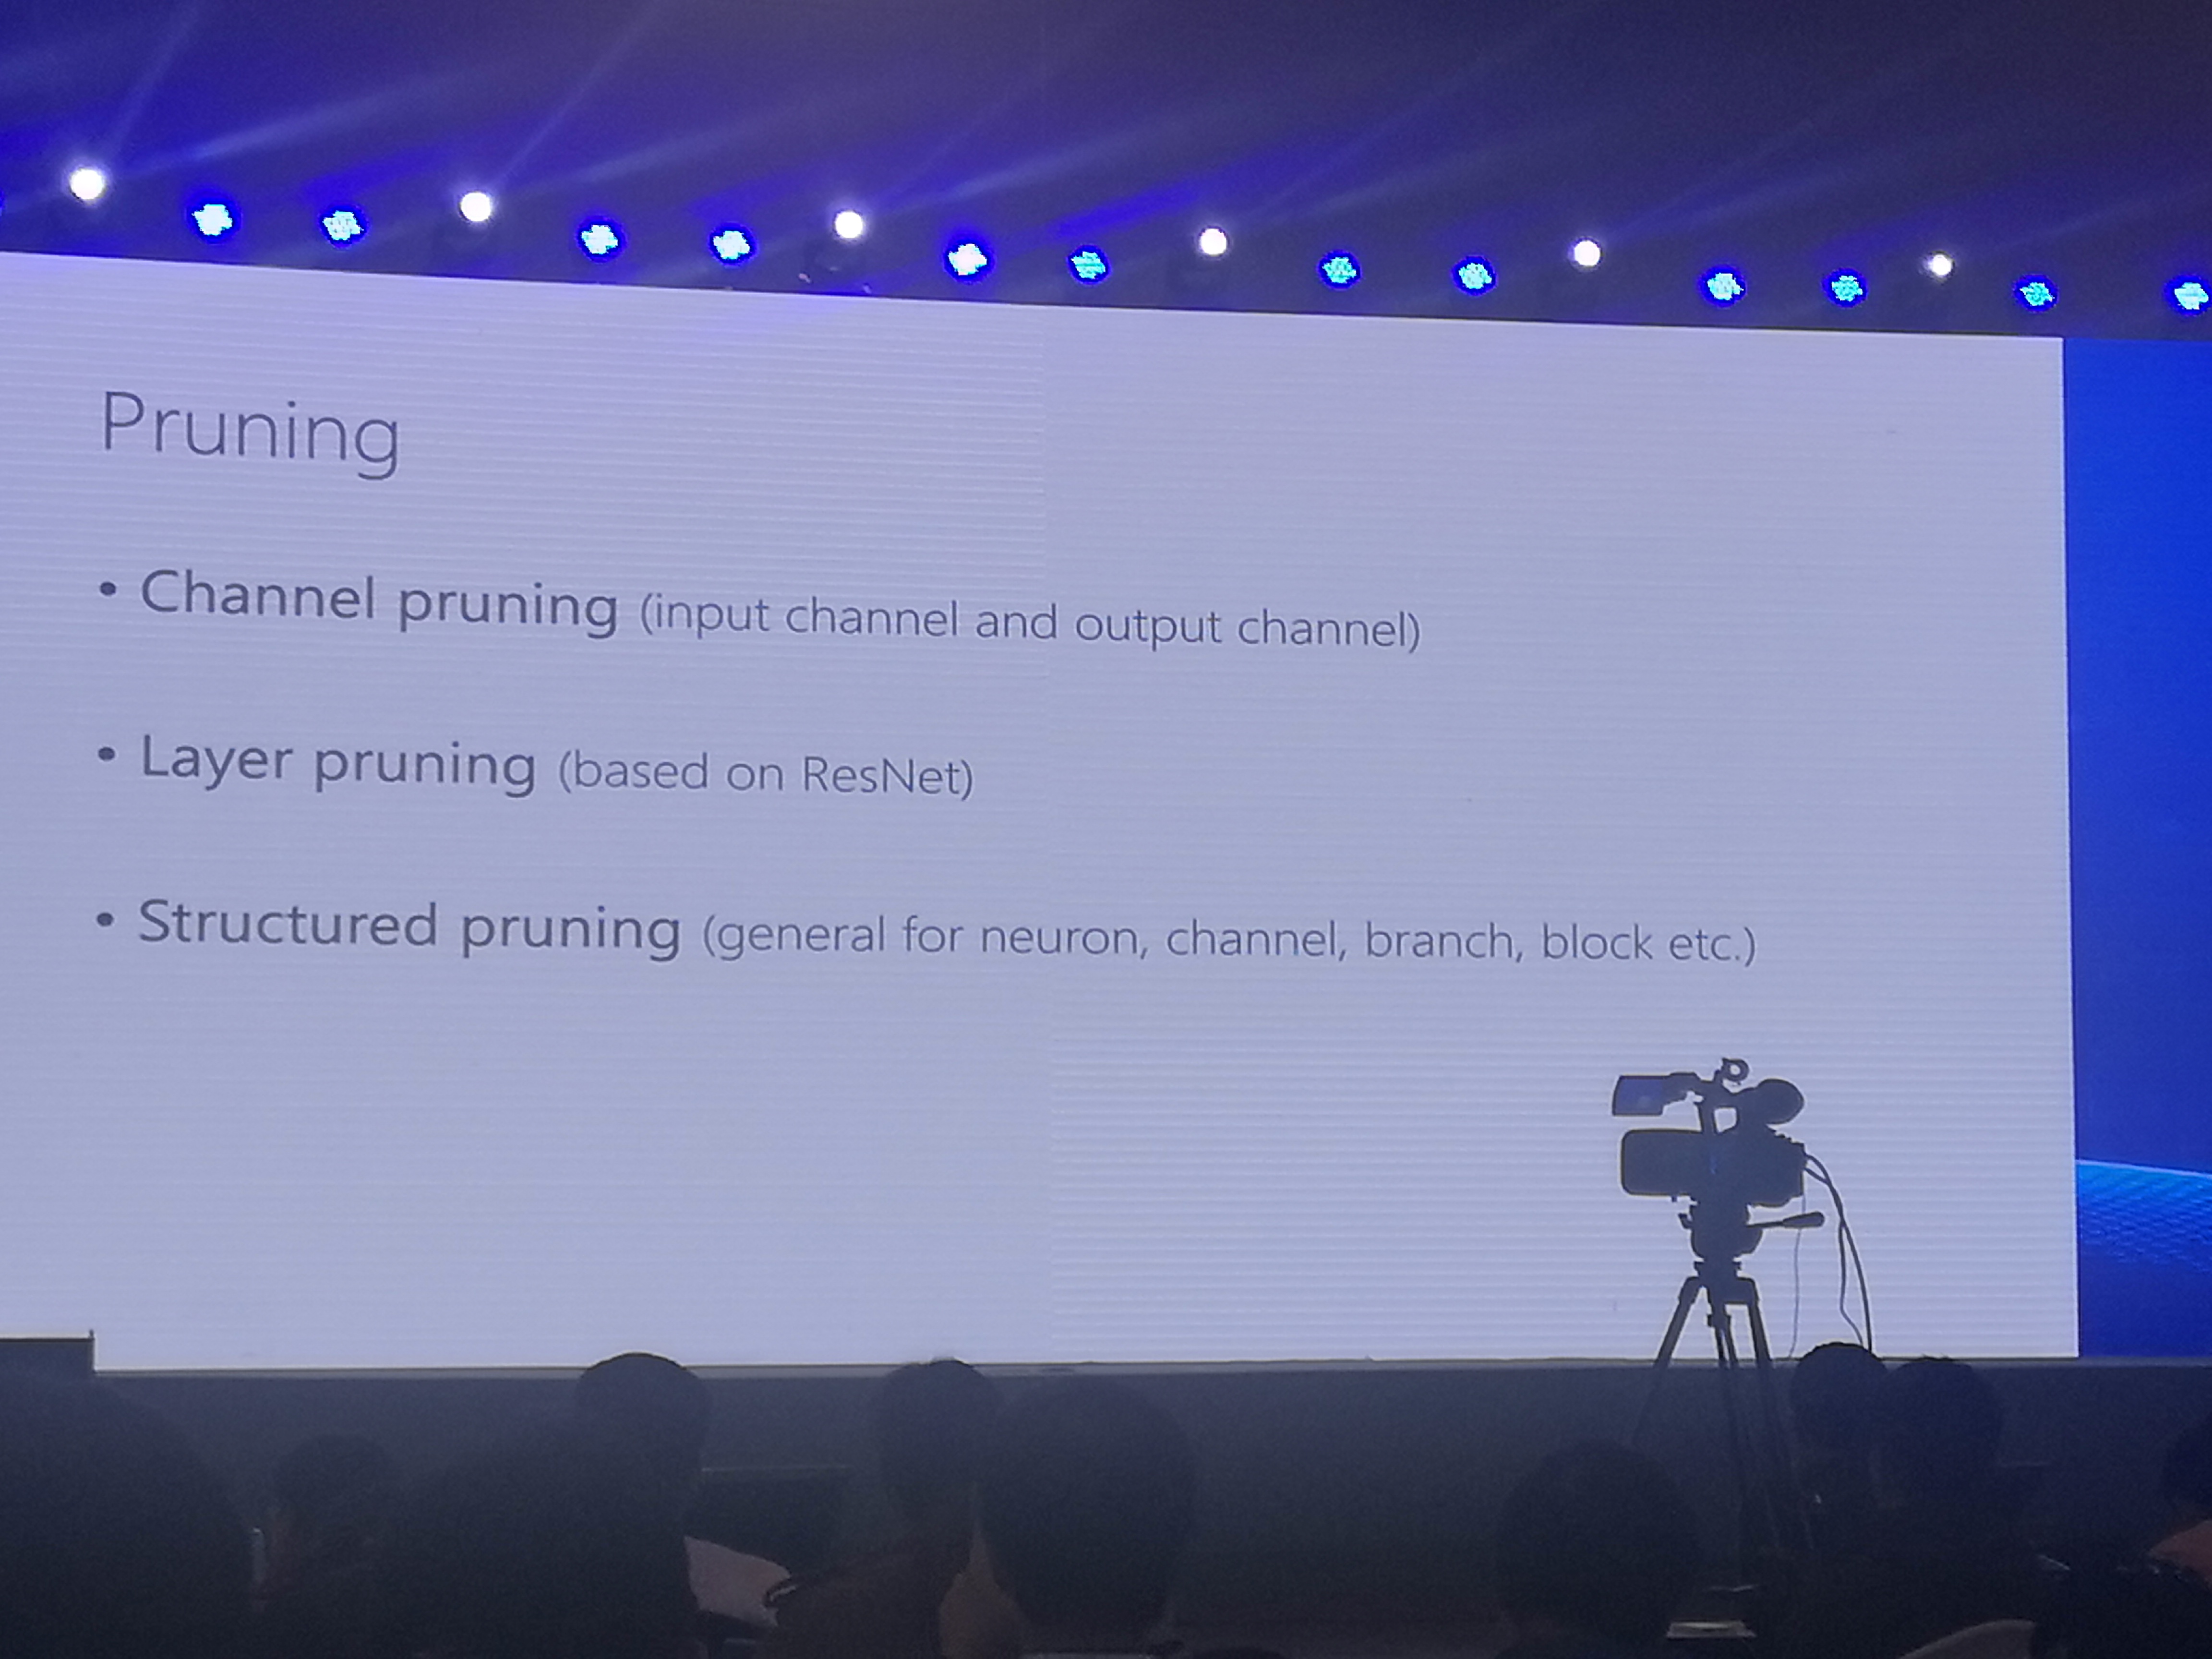 Pruning
• Channel pruning (input channel and output channel)
• Layer pruning (based on ResNet)
• Structured pruning (general for neuron, channel, branch, block etc.)